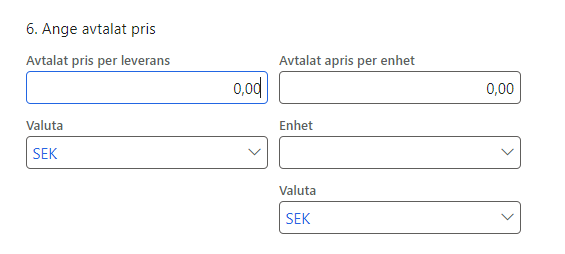 6. Ange avtalat pris
Avtalat pris per leverans
Avtalat apris per enhet
0,00
0,00
Valuta
Enhet
SEK
Valuta
SEK